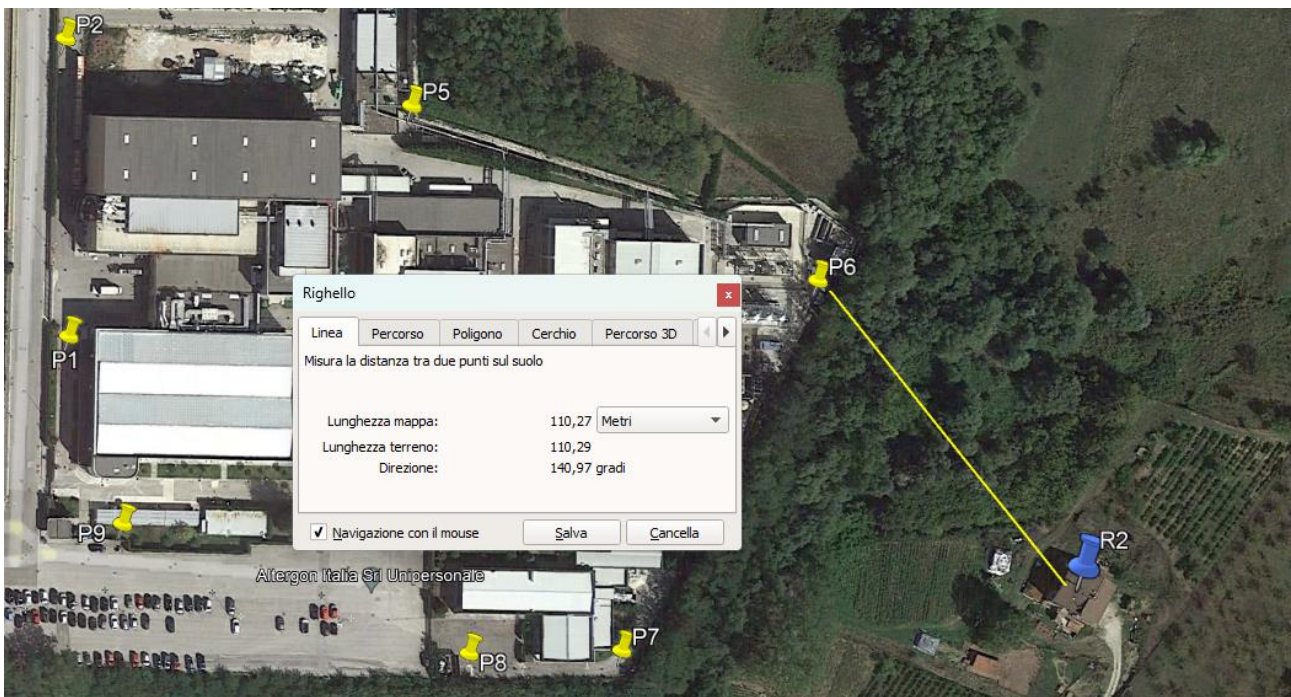 P2
P5
P6
Righello
x
Linea Percorso Poligono Cerchio Percorso 3D
Misura la distanza tra due punti sul suolo
P1
Lunghezza mappa: 110,27 Metri
Lunghezza terreno: 110,29
Direzione: 140,97 gradi
P9
Navigazione con il mouse Salva Cancella
R2
Altergon Italia Srl Unipersonale
P8
P7